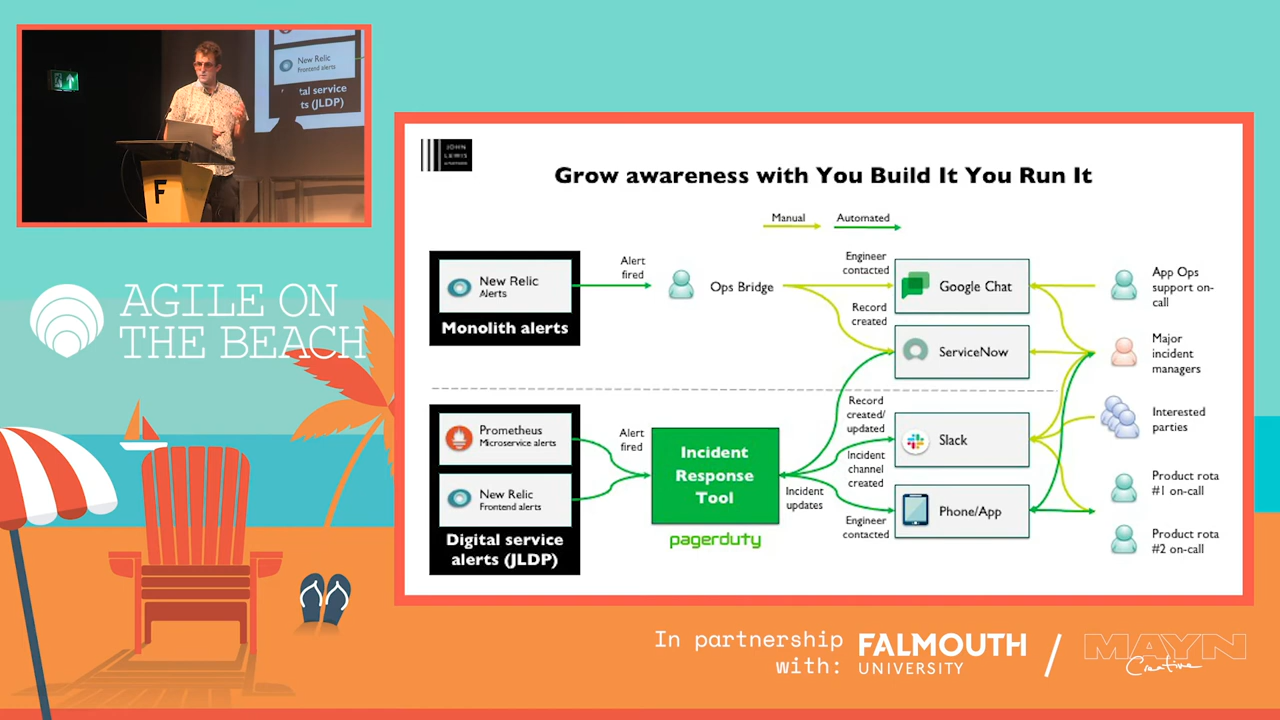 New Relic
Frontend alerts
tal service
ts (JLDP)
F
AGILE ON
THE BEACH
JOHN
LEWIS
Grow awareness with You Build It You Run It
Manual
Automated
New Relic
Alerts
Monolith alerts
Alert
fired
Ops Bridge
Engineer
contacted
Record
created
Google Chat
ServiceNow
App Ops
support on-
call
Major
incident
managers
Prometheus
Microservice alerts
New Relic
Frontend alerts
Digital service
alerts (JLDP)
Alert
fired
Incident
Response
Tool
pagerduty
Record
created/
updated
Incident
channel
created
Incident
updates
Engineer
contacted
Slack
Phone/App
Interested
parties
Product rota
#1 on-call
Product rota
#2 on-call
In partnership
with:
FALMOUTH
UNIVERSITY
/
MAYN
Creative